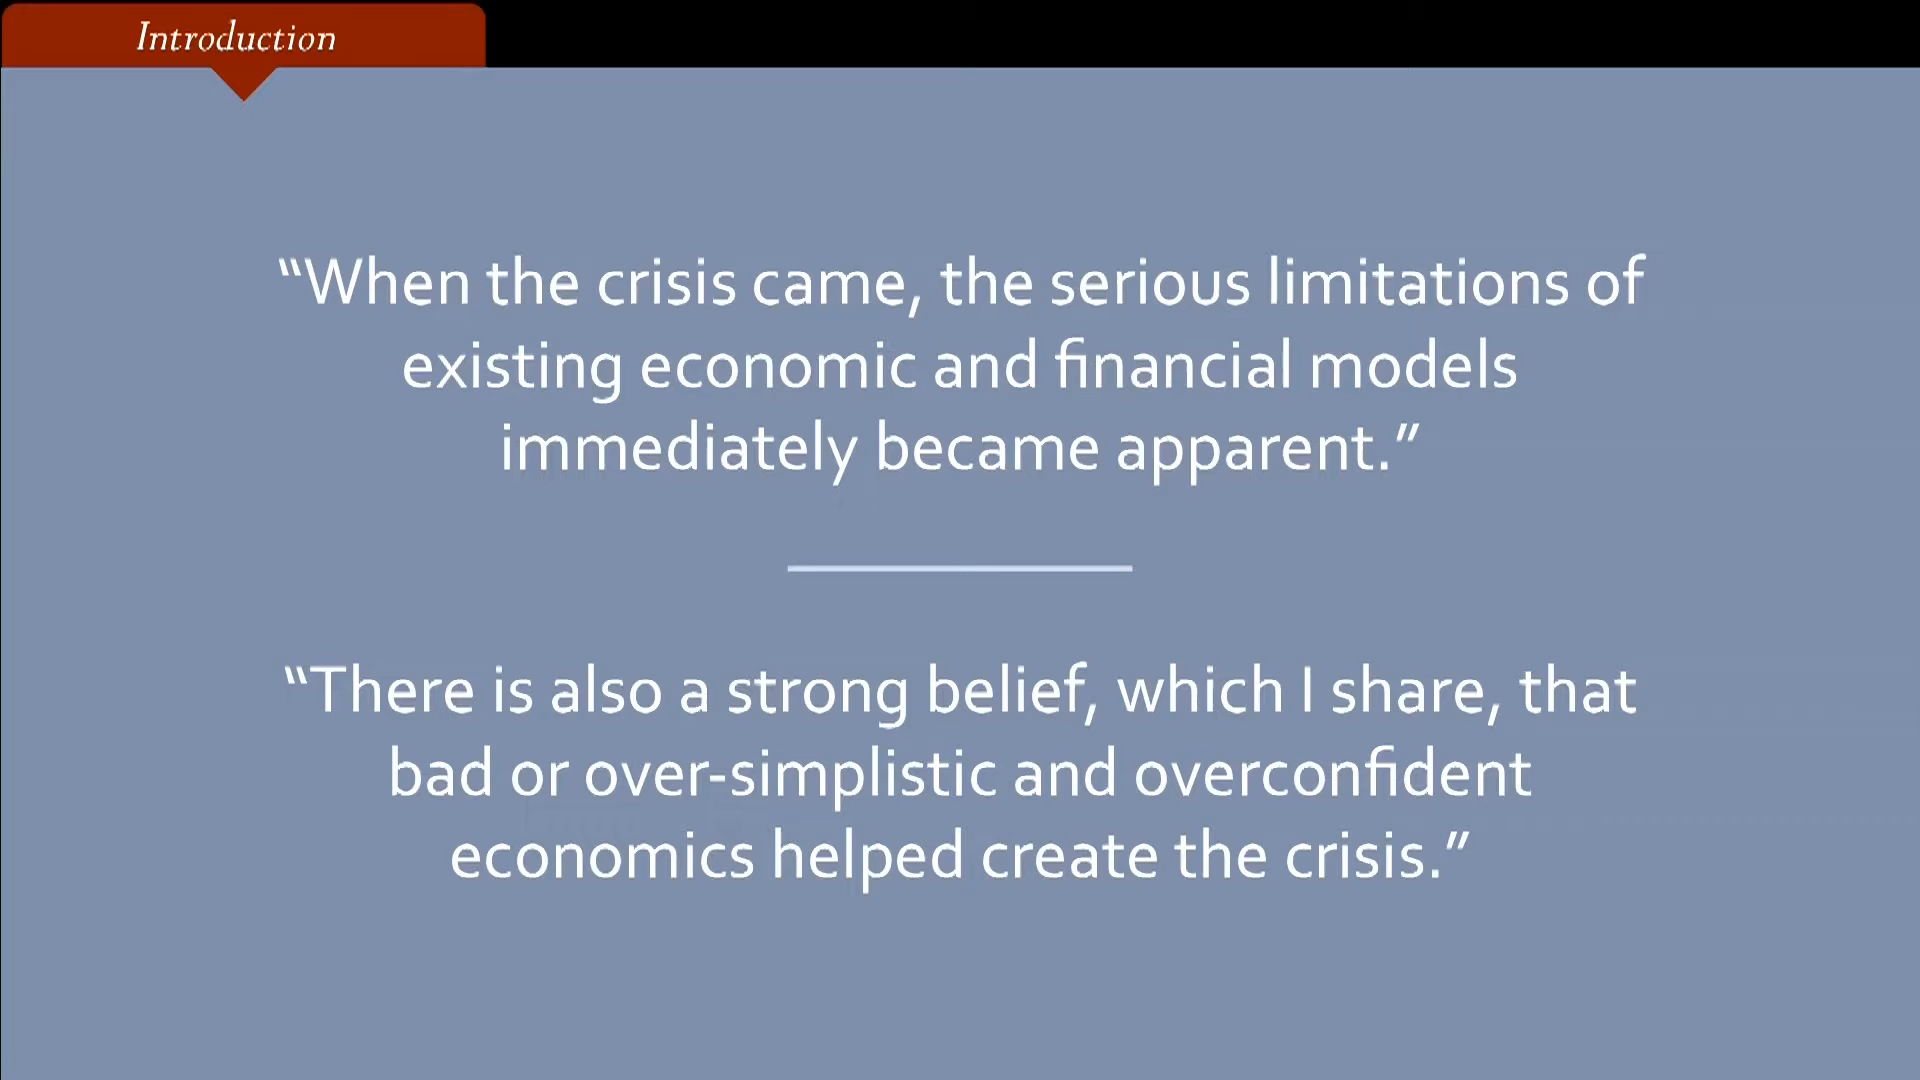 Introduction
“When the crisis came, the serious limitations of
existing economic and financial models
immediately became apparent.”
“There is also a strong belief, which I share, that
bad or over-simplistic and overconfident
economics helped create the crisis.”